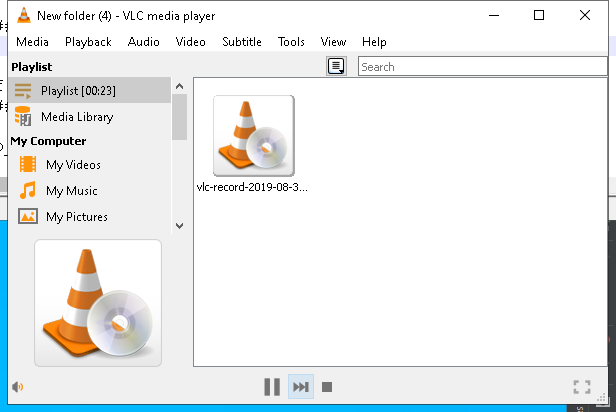 New folder (4) - VLC media player
Media Playback Audio Video Subtitle Tools View Help
Playlist
Search
Playlist [00:23]
Media Library
My Computer
My Videos
My Music
My Pictures
vlc-record-2019-08-3...